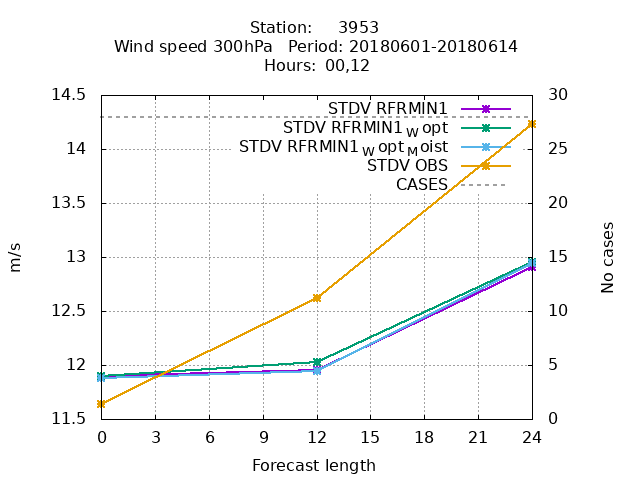 Station: 3953
Wind speed 300hPa Period: 20180601-20180614
Hours: 00,12
14.5
14
13.5
13
12.5
12
11.5
m/s
30
25
20
15
10
5
0
No cases
STDV RFRMIN1
STDV RFRMIN1_W opt
STDV RFRMIN1_W opt_M oist
STDV OBS
CASES
0 3 6 9 12 15 18 21 24
Forecast length